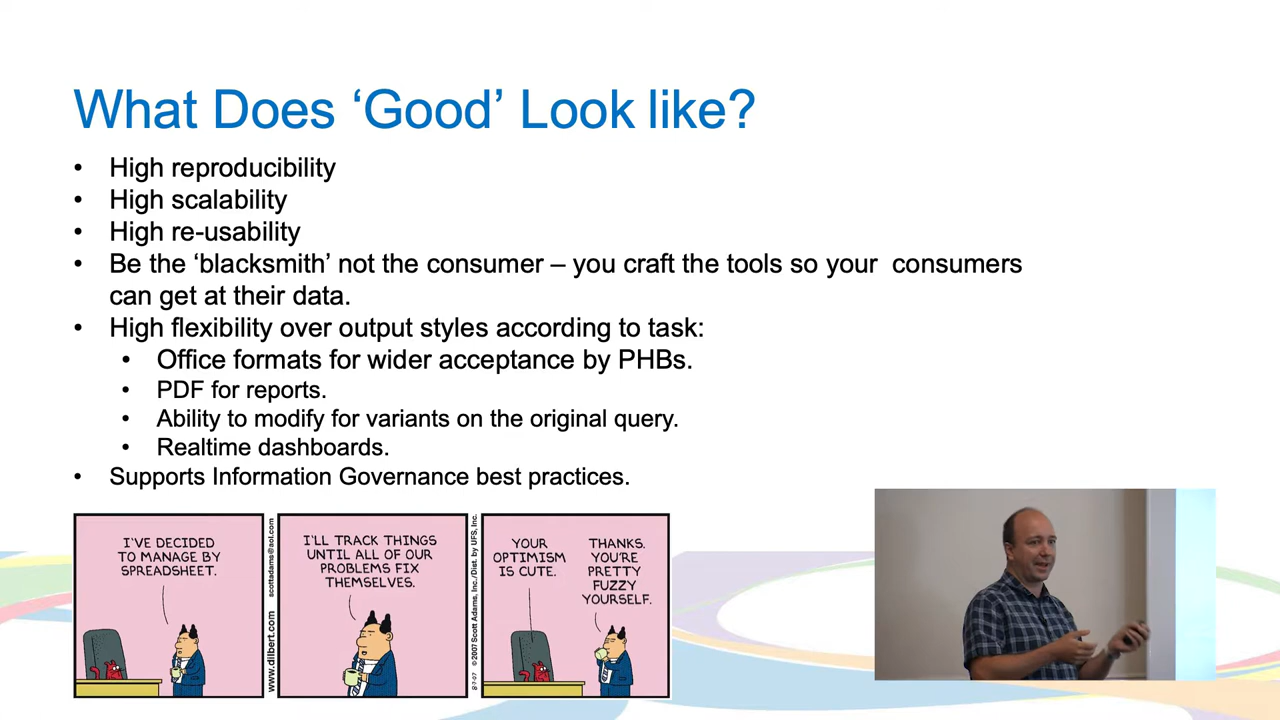 What Does ‘Good’ Look like?
• High reproducibility
• High scalability
• High re-usability
• Be the ‘blacksmith’ not the consumer – you craft the tools so your  consumers
can get at their data.
• High flexibility over output styles according to task:
• Office formats for wider acceptance by PHBs.
• PDF for reports.
• Ability to modify for variants on the original query.
• Realtime dashboards.
• Supports Information Governance best practices.
I'VE DECIDED
TO MANAGE BY
SPREADSHEET.
www.dilbert.com scottadams@aol.com
I'LL TRACK THINGS
UNTIL ALL OF OUR
PROBLEMS FIX
THEMSELVES.
8-7-07 ©2007 Scott Adams, Inc./Dist. by UFS, Inc.
YOUR
OPTIMISM
IS CUTE.
THANKS.
YOU'RE
PRETTY
FUZZY
YOURSELF.